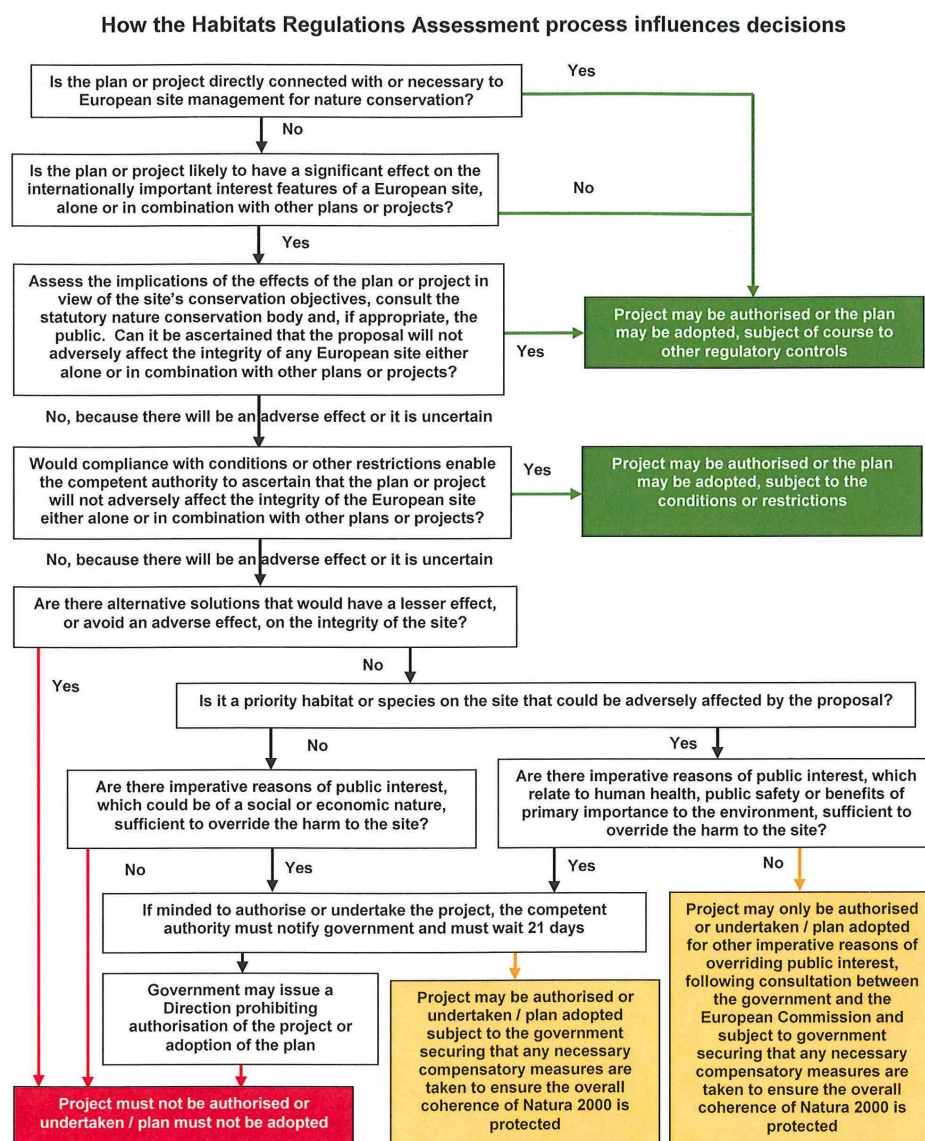 How the Habitats Regulations Assessment process influences decisions
Is the plan or project directly connected with or necessary to
European site management for nature conservation?
Yes
No
Is the plan or project likely to have a significant effect on the
internationally important interest features of a European site,
alone or in combination with other plans or projects?
No
Yes
Assess the implications of the effects of the plan or project in
view of the site's conservation objectives, consult the
statutory nature conservation body and, if appropriate, the
public. Can it be ascertained that the proposal will not
adversely affect the integrity of any European site either
alone or in combination with other plans or projects?
Yes
Project may be authorised or the plan
may be adopted, subject of course to
other regulatory controls
No, because there will be an adverse effect or it is uncertain
Would compliance with conditions or other restrictions enable
the competent authority to ascertain that the plan or project
will not adversely affect the integrity of the European site
either alone or in combination with other plans or projects?
Yes
Project may be authorised or the plan
may be adopted, subject to the
conditions or restrictions
No, because there will be an adverse effect or it is uncertain
Are there alternative solutions that would have a lesser effect,
or avoid an adverse effect, on the integrity of the site?
Yes
No
Is it a priority habitat or species on the site that could be adversely affected by the proposal?
No
Yes
Are there imperative reasons of public interest,
which could be of a social or economic nature,
sufficient to override the harm to the site?
Are there imperative reasons of public interest, which
relate to human health, public safety or benefits of
primary importance to the environment, sufficient to
override the harm to the site?
No
Yes
Yes
No
If minded to authorise or undertake the project, the competent
authority must notify government and must wait 21 days
Government may issue a
Direction prohibiting
authorisation of the project or
adoption of the plan
Project must not be authorised or
undertaken / plan must not be adopted
Project may be authorised or
undertaken / plan adopted
subject to the government
securing that any necessary
compensatory measures are
taken to ensure the overall
coherence of Natura 2000 is
protected
Project may only be authorised
or undertaken / plan adopted
for other imperative reasons of
overriding public interest,
following consultation between
the government and the
European Commission and
subject to government
securing that any necessary
compensatory measures are
taken to ensure the overall
coherence of Natura 2000 is
protected